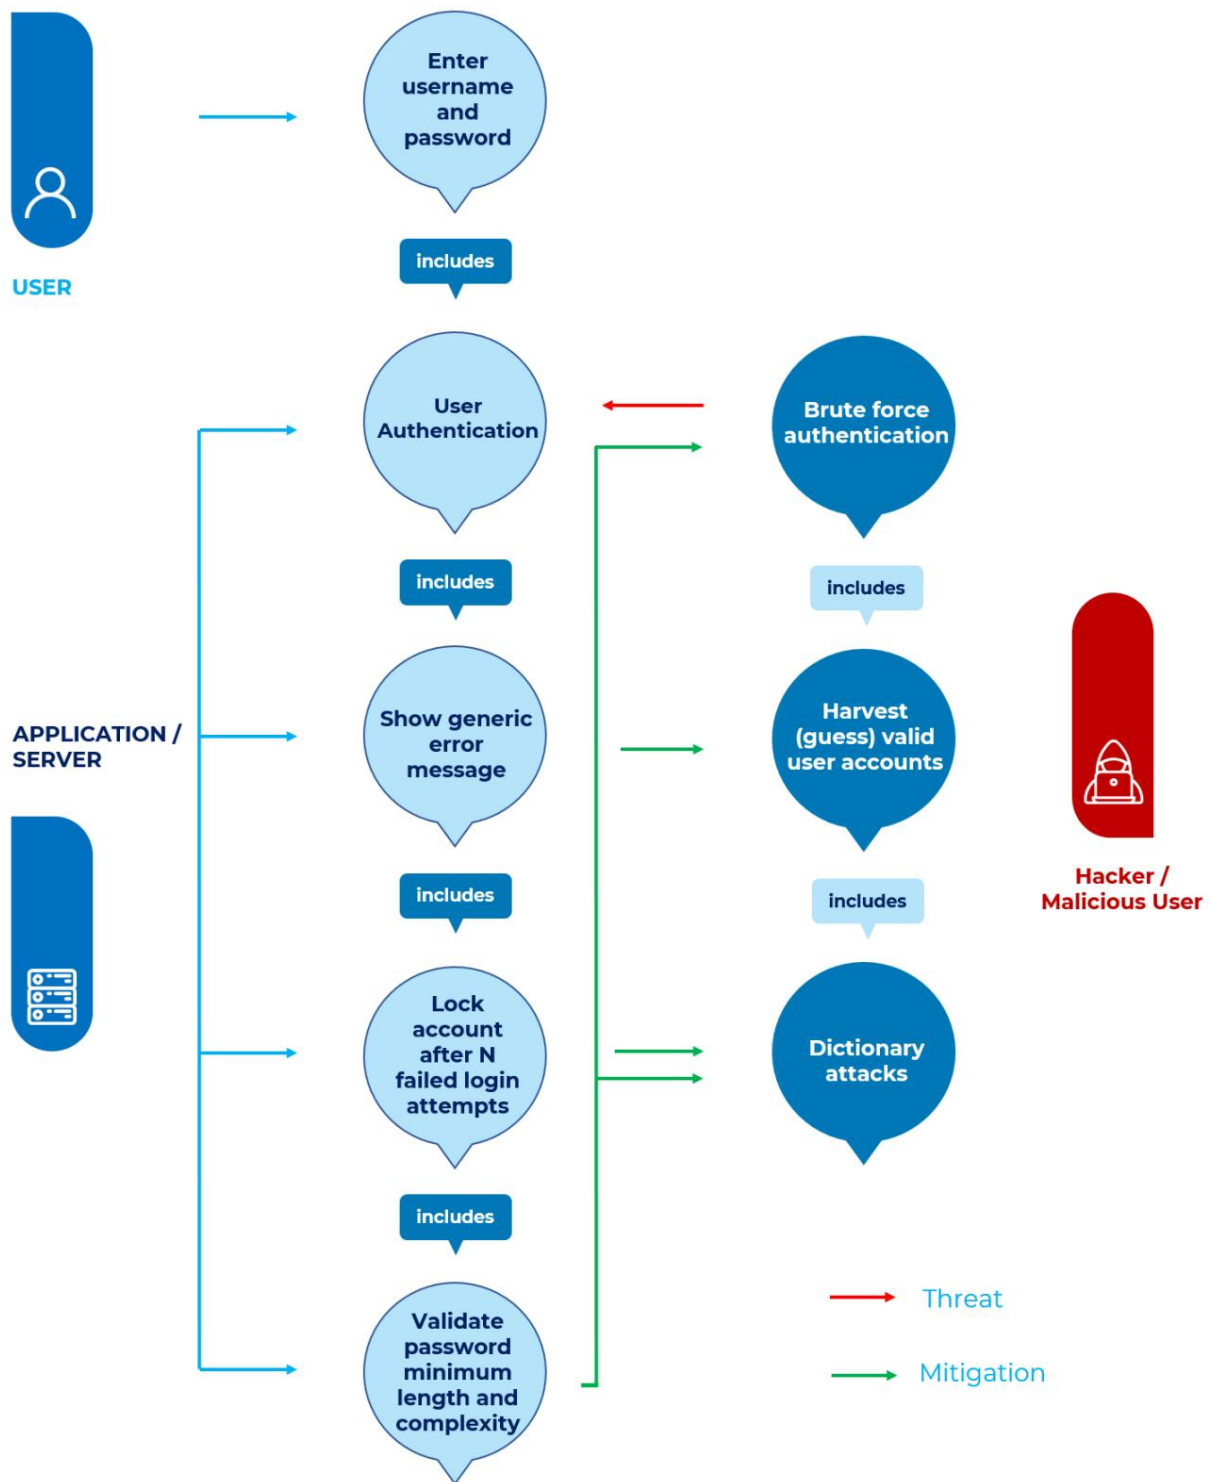 Enter
username
and
password
includes
USER
User
Authentication
Brute force
authentication
includes
includes
Show generic
error
message
Harvest
(guess) valid
user accounts
APPLICATION /
SERVER
includes
includes
Hacker /
Malicious User
Lock
account
after N
failed login
attempts
Dictionary
attacks
includes
Validate
password
minimum
length and
complexity
Threat
Mitigation